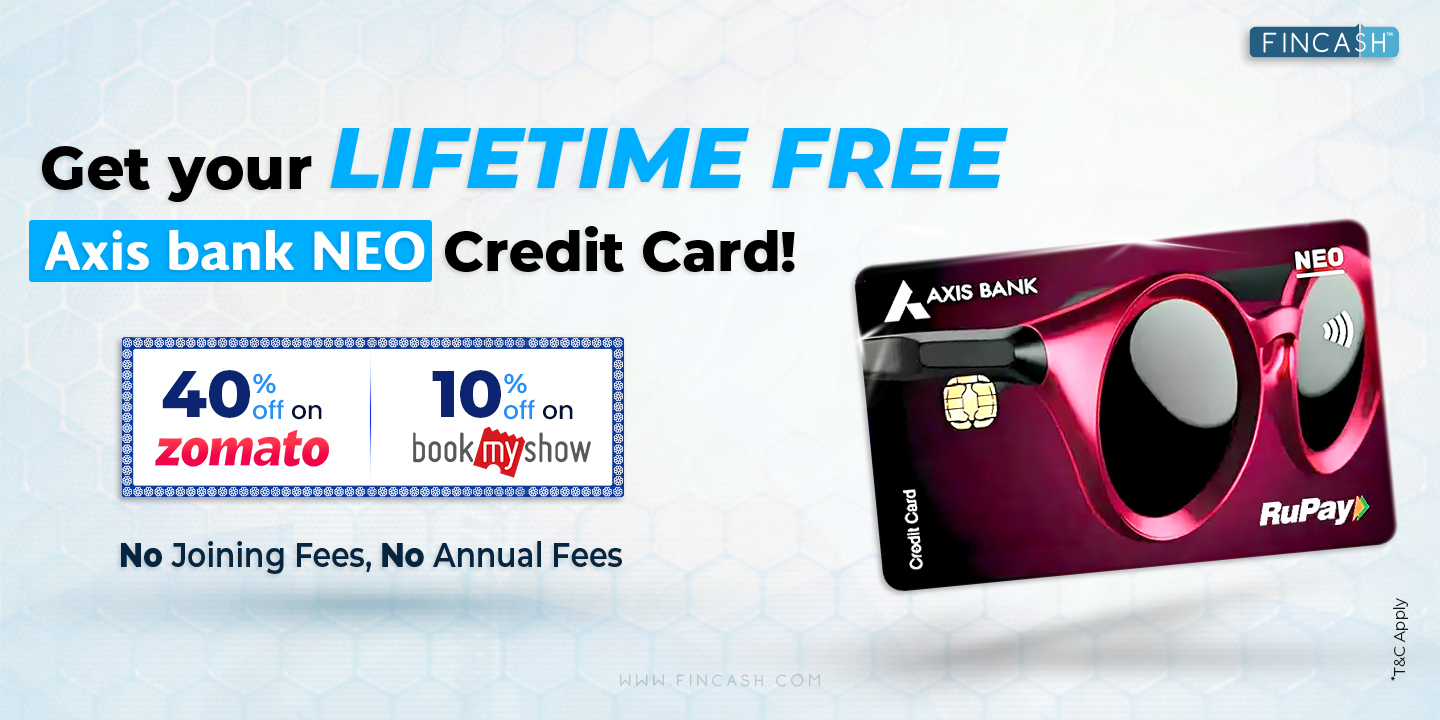 FINCASH™
Get your LIFETIME FREE
Axis bank NEO Credit Card!
40% off on
zomato
10% off on
bookmyshow
No Joining Fees, No Annual Fees
AXIS BANK
NEO
Credit Card
RuPay
*T&C Apply
WWW.FINCASH.COM